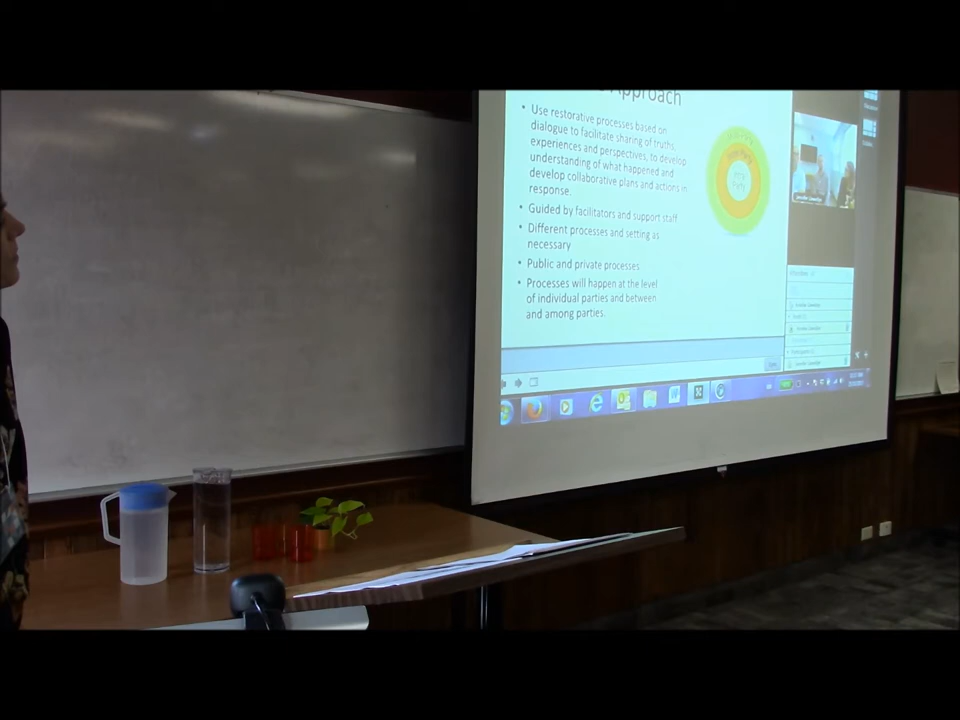 Approach
• Use restorative processes based on
dialogue to facilitate sharing of truths,
experiences and perspectives, to develop
understanding of what happened and
develop collaborative plans and actions in
response.
• Guided by facilitators and support staff
• Different processes and setting as
necessary
• Public and private processes
• Processes will happen at the level
of individual parties and between
and among parties.
Party
Party